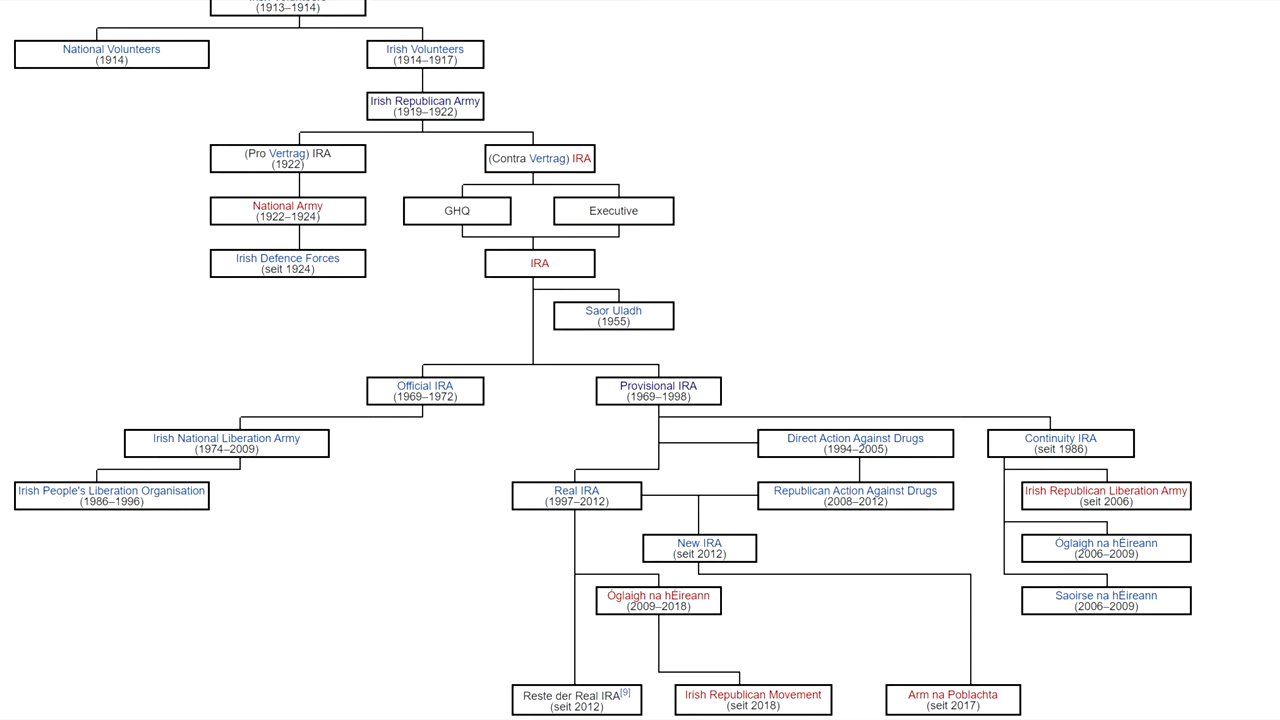 (1913–1914)
National Volunteers
(1914)
Irish Volunteers
(1914–1917)
Irish Republican Army
(1919–1922)
(Pro Vertrag) IRA
(1922)
(Contra Vertrag) IRA
National Army
(1922–1924)
GHQ
Executive
Irish Defence Forces
(seit 1924)
IRA
Saor Uladh
(1955)
Official IRA
(1969–1972)
Provisional IRA
(1969–1998)
Irish National Liberation Army
(1974–2009)
Direct Action Against Drugs
(1994–2005)
Continuity IRA
(seit 1986)
Irish People's Liberation Organisation
(1986–1996)
Real IRA
(1997–2012)
Republican Action Against Drugs
(2008–2012)
Irish Republican Liberation Army
(seit 2006)
New IRA
(seit 2012)
Óglaigh na hÉireann
(2006–2009)
Óglaigh na hÉireann
(2009–2018)
Saoirse na hÉireann
(2006–2009)
Reste der Real IRA[9]
(seit 2012)
Irish Republican Movement
(seit 2018)
Arm na Poblachta
(seit 2017)